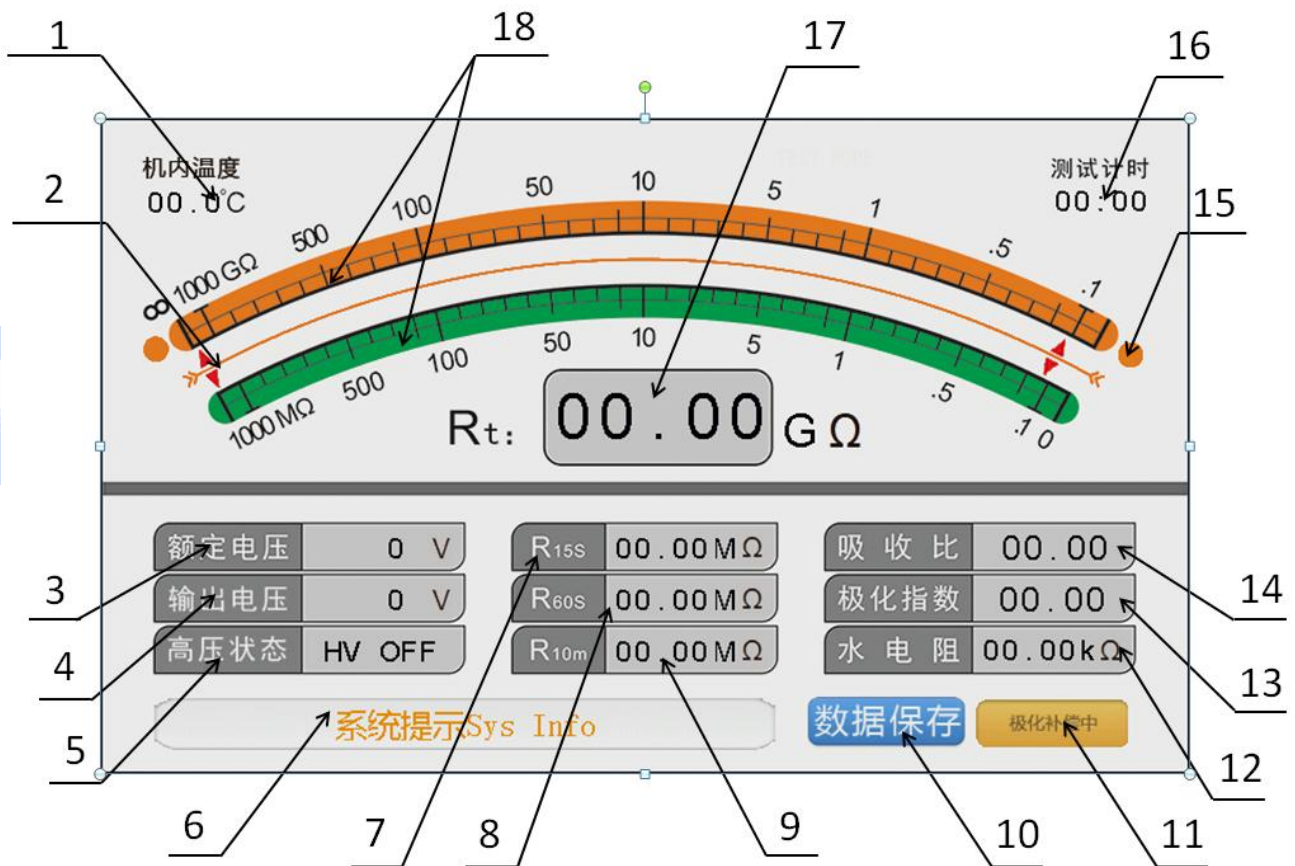 1
18
17
16
机内温度
00.0℃
测试计时
00:00
2
15
∞ 1000 GΩ 500 100 50 10 5 1 .5 .1
1000 MΩ 500 100 50 10 5 1 .5 .1 0
Rt: 00.00 GΩ
额定电压 0 V
R15S 00.00MΩ
吸收比 00.00
3
14
输出电压 0 V
R60S 00.00MΩ
极化指数 00.00
4
13
高压状态 HV OFF
R10m 00.00MΩ
水电阻 00.00kΩ
5
12
系统提示Sys Info
数据保存
极化补偿中
6
7
8
9
10
11